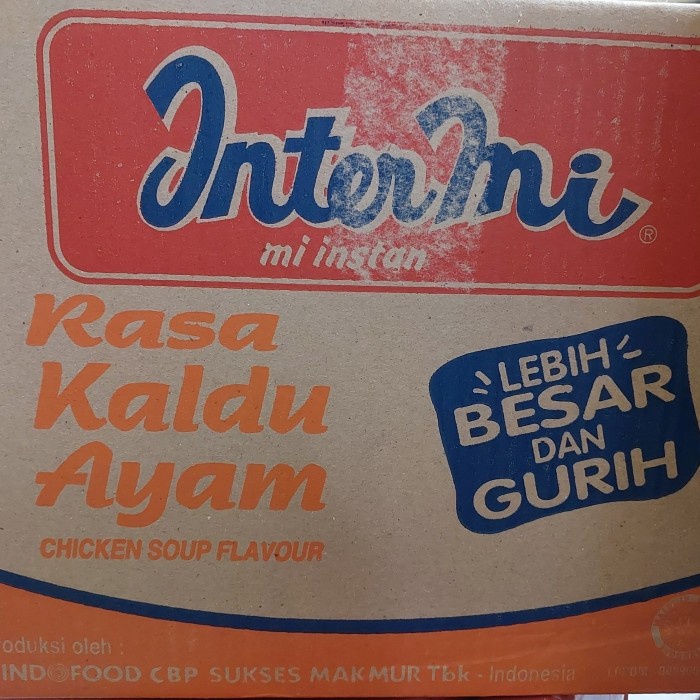 InterMi®
mi instan
Rasa
Kaldu
Ayam
CHICKEN SOUP FLAVOUR
LEBIH
BESAR
DAN
GURIH
oduksi oleh :
INDOFOOD CBP SUKSES MAKMUR Tbk - Indonesia